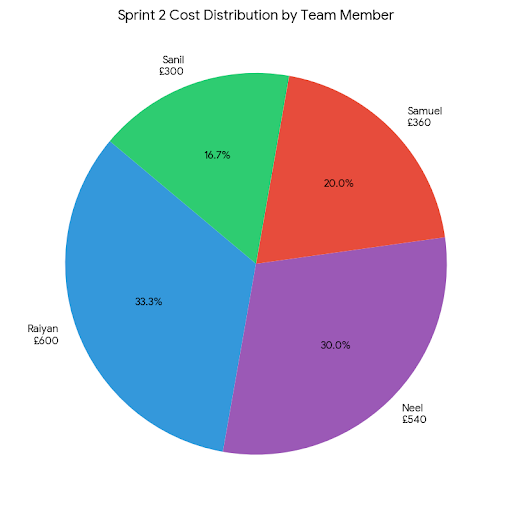 Sprint 2 Cost Distribution by Team Member
Sanil
£300
Samuel
£360
16.7%
20.0%
33.3%
Raiyan
£600
30.0%
Neel
£540